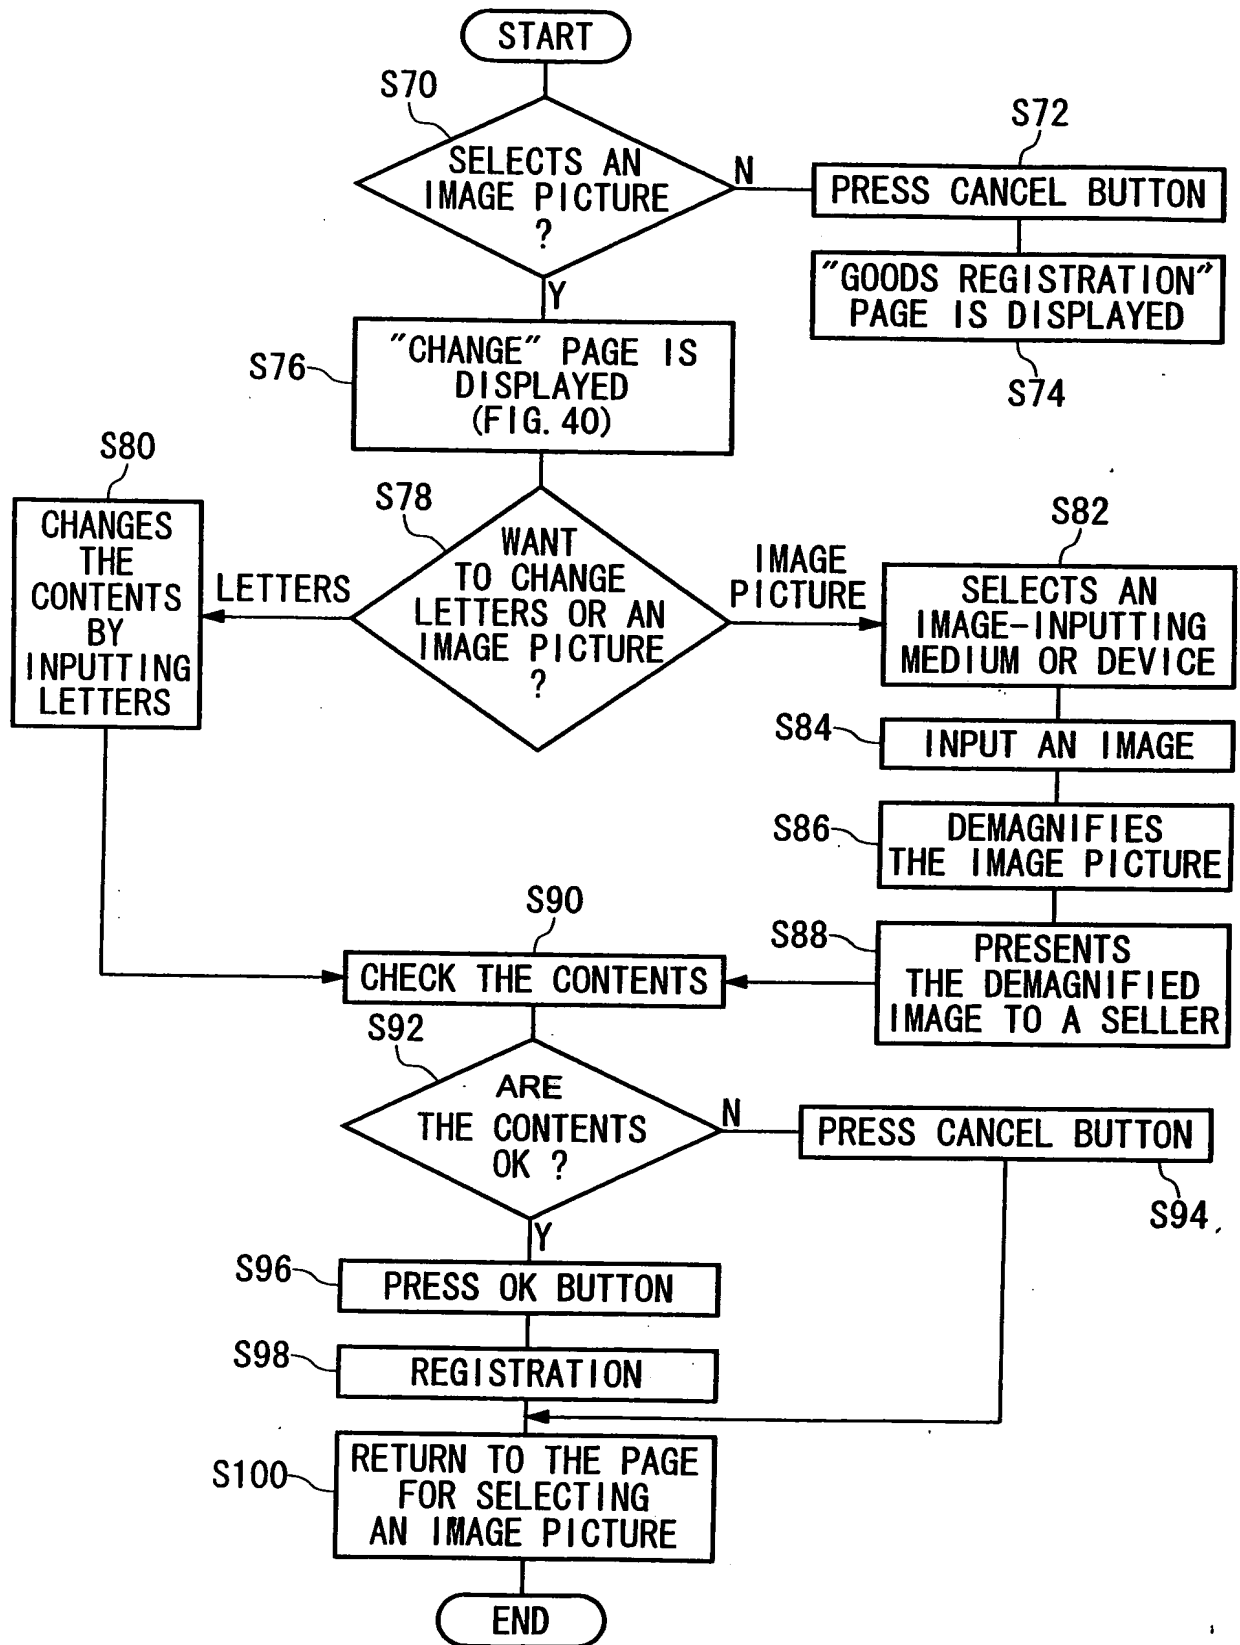 START
S70
SELECTS AN
IMAGE PICTURE
?
N
Y
S72
PRESS CANCEL BUTTON
"GOODS REGISTRATION"
PAGE IS DISPLAYED
S74
S76
"CHANGE" PAGE IS
DISPLAYED
(FIG. 40)
S78
WANT
TO CHANGE
LETTERS OR AN
IMAGE PICTURE
?
LETTERS
IMAGE
PICTURE
S80
CHANGES
THE
CONTENTS
BY
INPUTTING
LETTERS
S82
SELECTS AN
IMAGE-INPUTTING
MEDIUM OR DEVICE
S84
INPUT AN IMAGE
S86
DEMAGNIFIES
THE IMAGE PICTURE
S88
PRESENTS
THE DEMAGNIFIED
IMAGE TO A SELLER
S90
CHECK THE CONTENTS
S92
ARE
THE CONTENTS
OK ?
N
PRESS CANCEL BUTTON
S94
Y
S96
PRESS OK BUTTON
S98
REGISTRATION
S100
RETURN TO THE PAGE
FOR SELECTING
AN IMAGE PICTURE
END